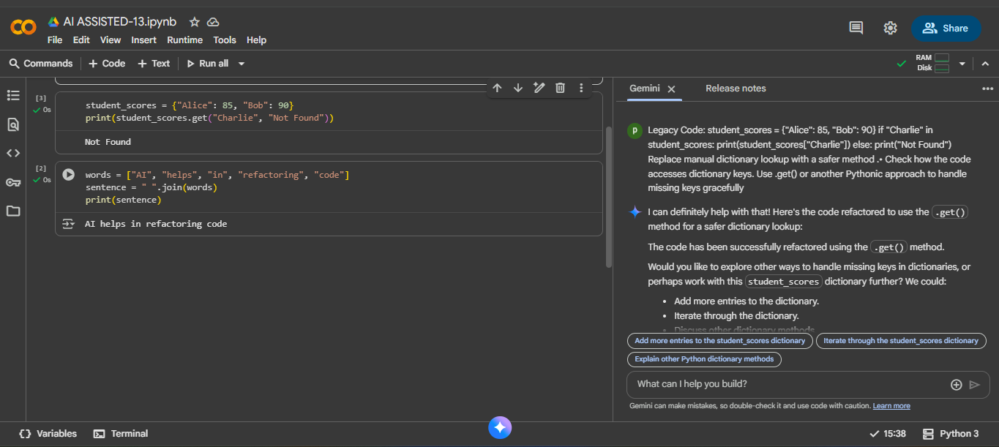 AI ASSISTED-13.ipynb
File Edit View Insert Runtime Tools Help
Share
Commands + Code + Text Run all
RAM
Disk
[3]
0s
student_scores = {"Alice": 85, "Bob": 90}
print(student_scores.get("Charlie", "Not Found"))
Not Found
[2]
0s
words = ["AI", "helps", "in", "refactoring", "code"]
sentence = " ".join(words)
print(sentence)
AI helps in refactoring code
Gemini Release notes
p
Legacy Code: student_scores = {"Alice": 85, "Bob": 90} if "Charlie" in
student_scores: print(student_scores["Charlie"]) else: print("Not Found")
Replace manual dictionary lookup with a safer method .• Check how the code
accesses dictionary keys. Use .get() or another Pythonic approach to handle
missing keys gracefully
I can definitely help with that! Here's the code refactored to use the .get()
method for a safer dictionary lookup:
The code has been successfully refactored using the .get() method.
Would you like to explore other ways to handle missing keys in dictionaries, or
perhaps work with this student_scores dictionary further? We could:
• Add more entries to the dictionary.
• Iterate through the dictionary.
• Discuss other dictionary methods
Add more entries to the student_scores dictionary
Iterate through the student_scores dictionary
Explain other Python dictionary methods
What can I help you build?
Gemini can make mistakes, so double-check it and use code with caution. Learn more
{} Variables Terminal
15:38 Python 3